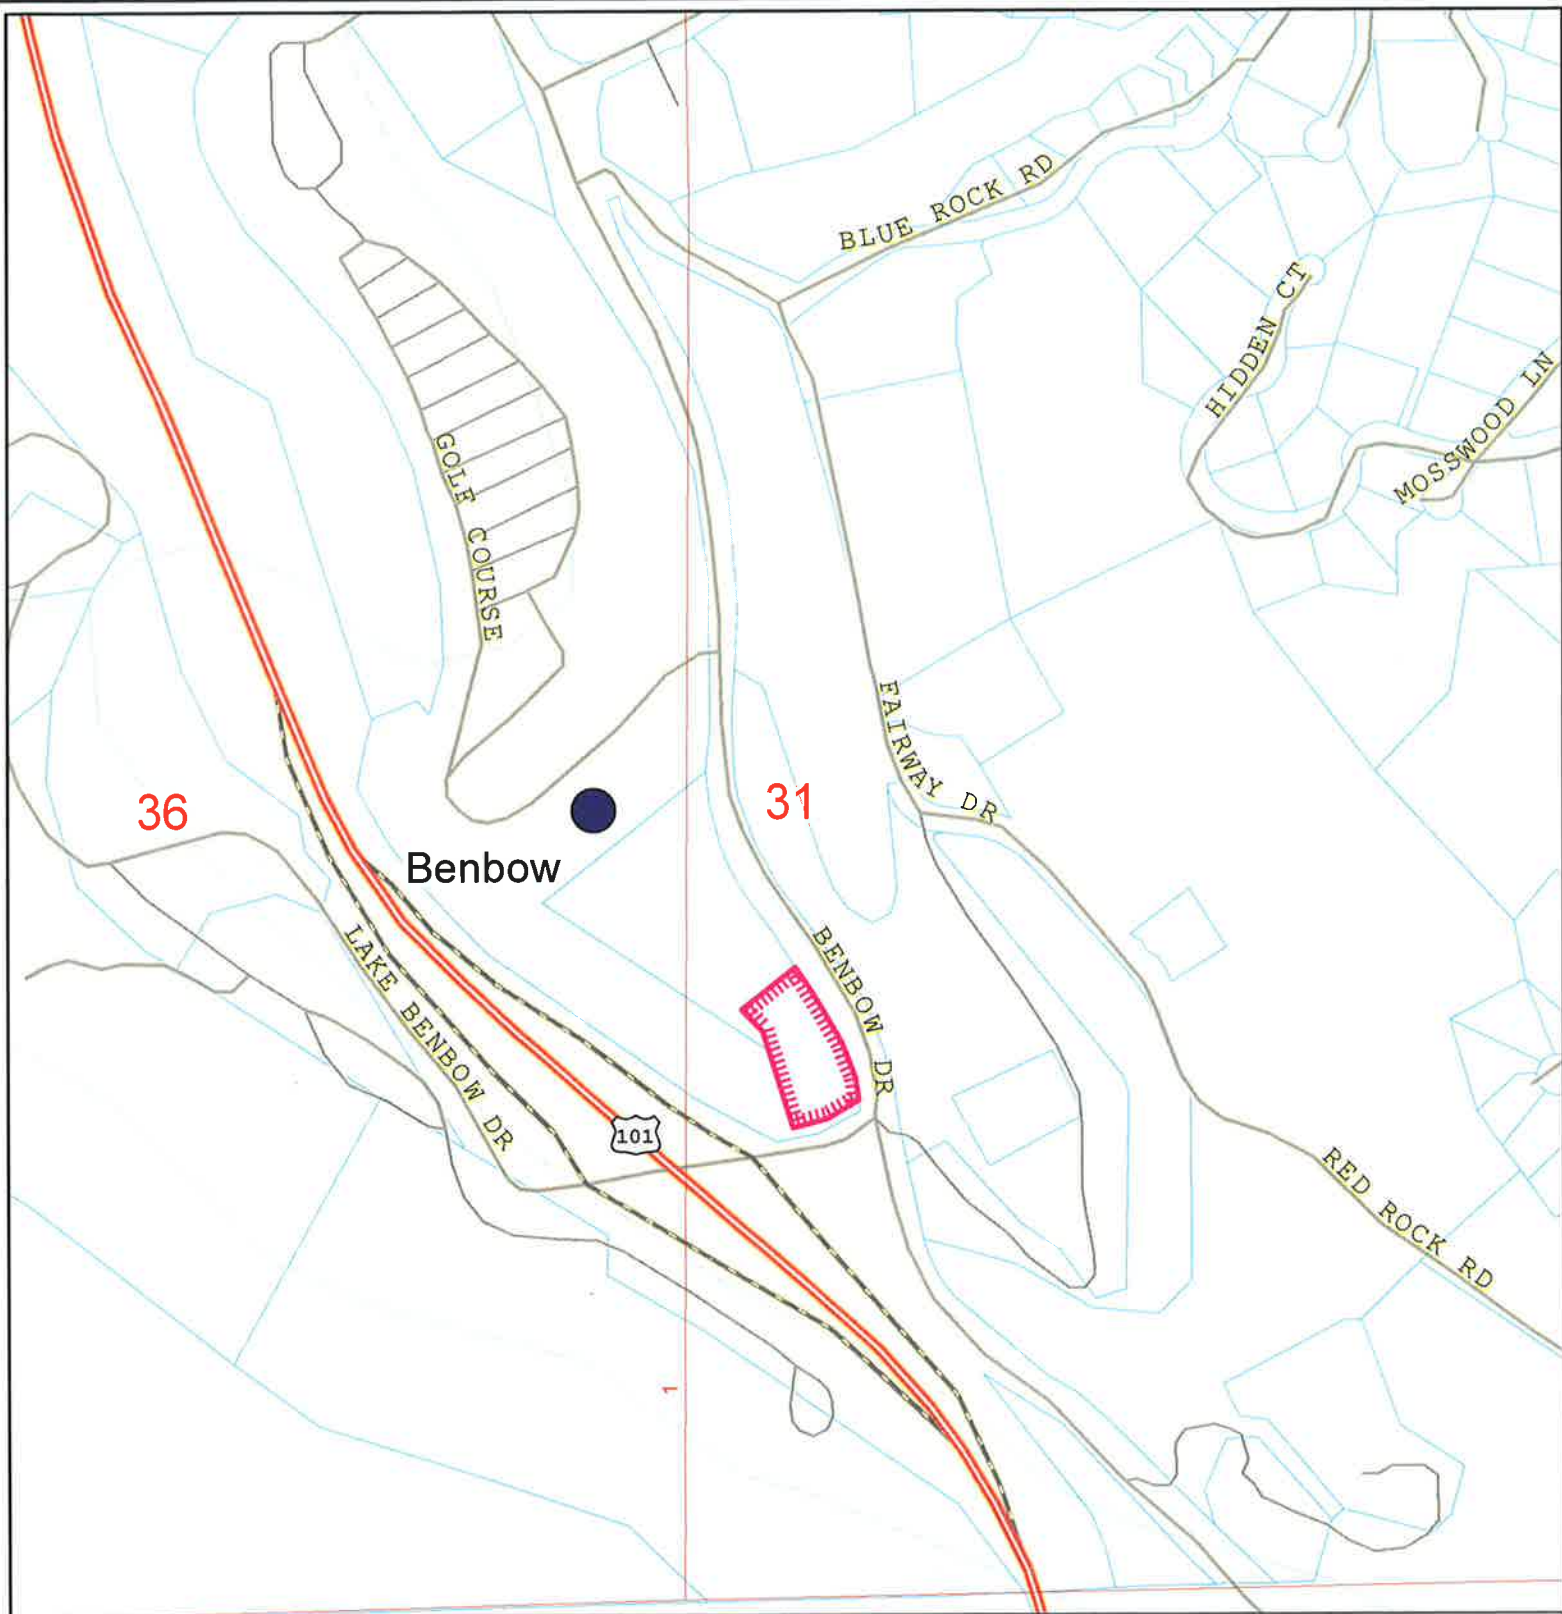 BLUE ROCK RD
HIDDEN CT
MOSSWOOD LN
GOLF COURSE
FAIRWAY DR
36
31
Benbow
LAKE BENBOW DR
BENBOW DR
101
RED ROCK RD
1